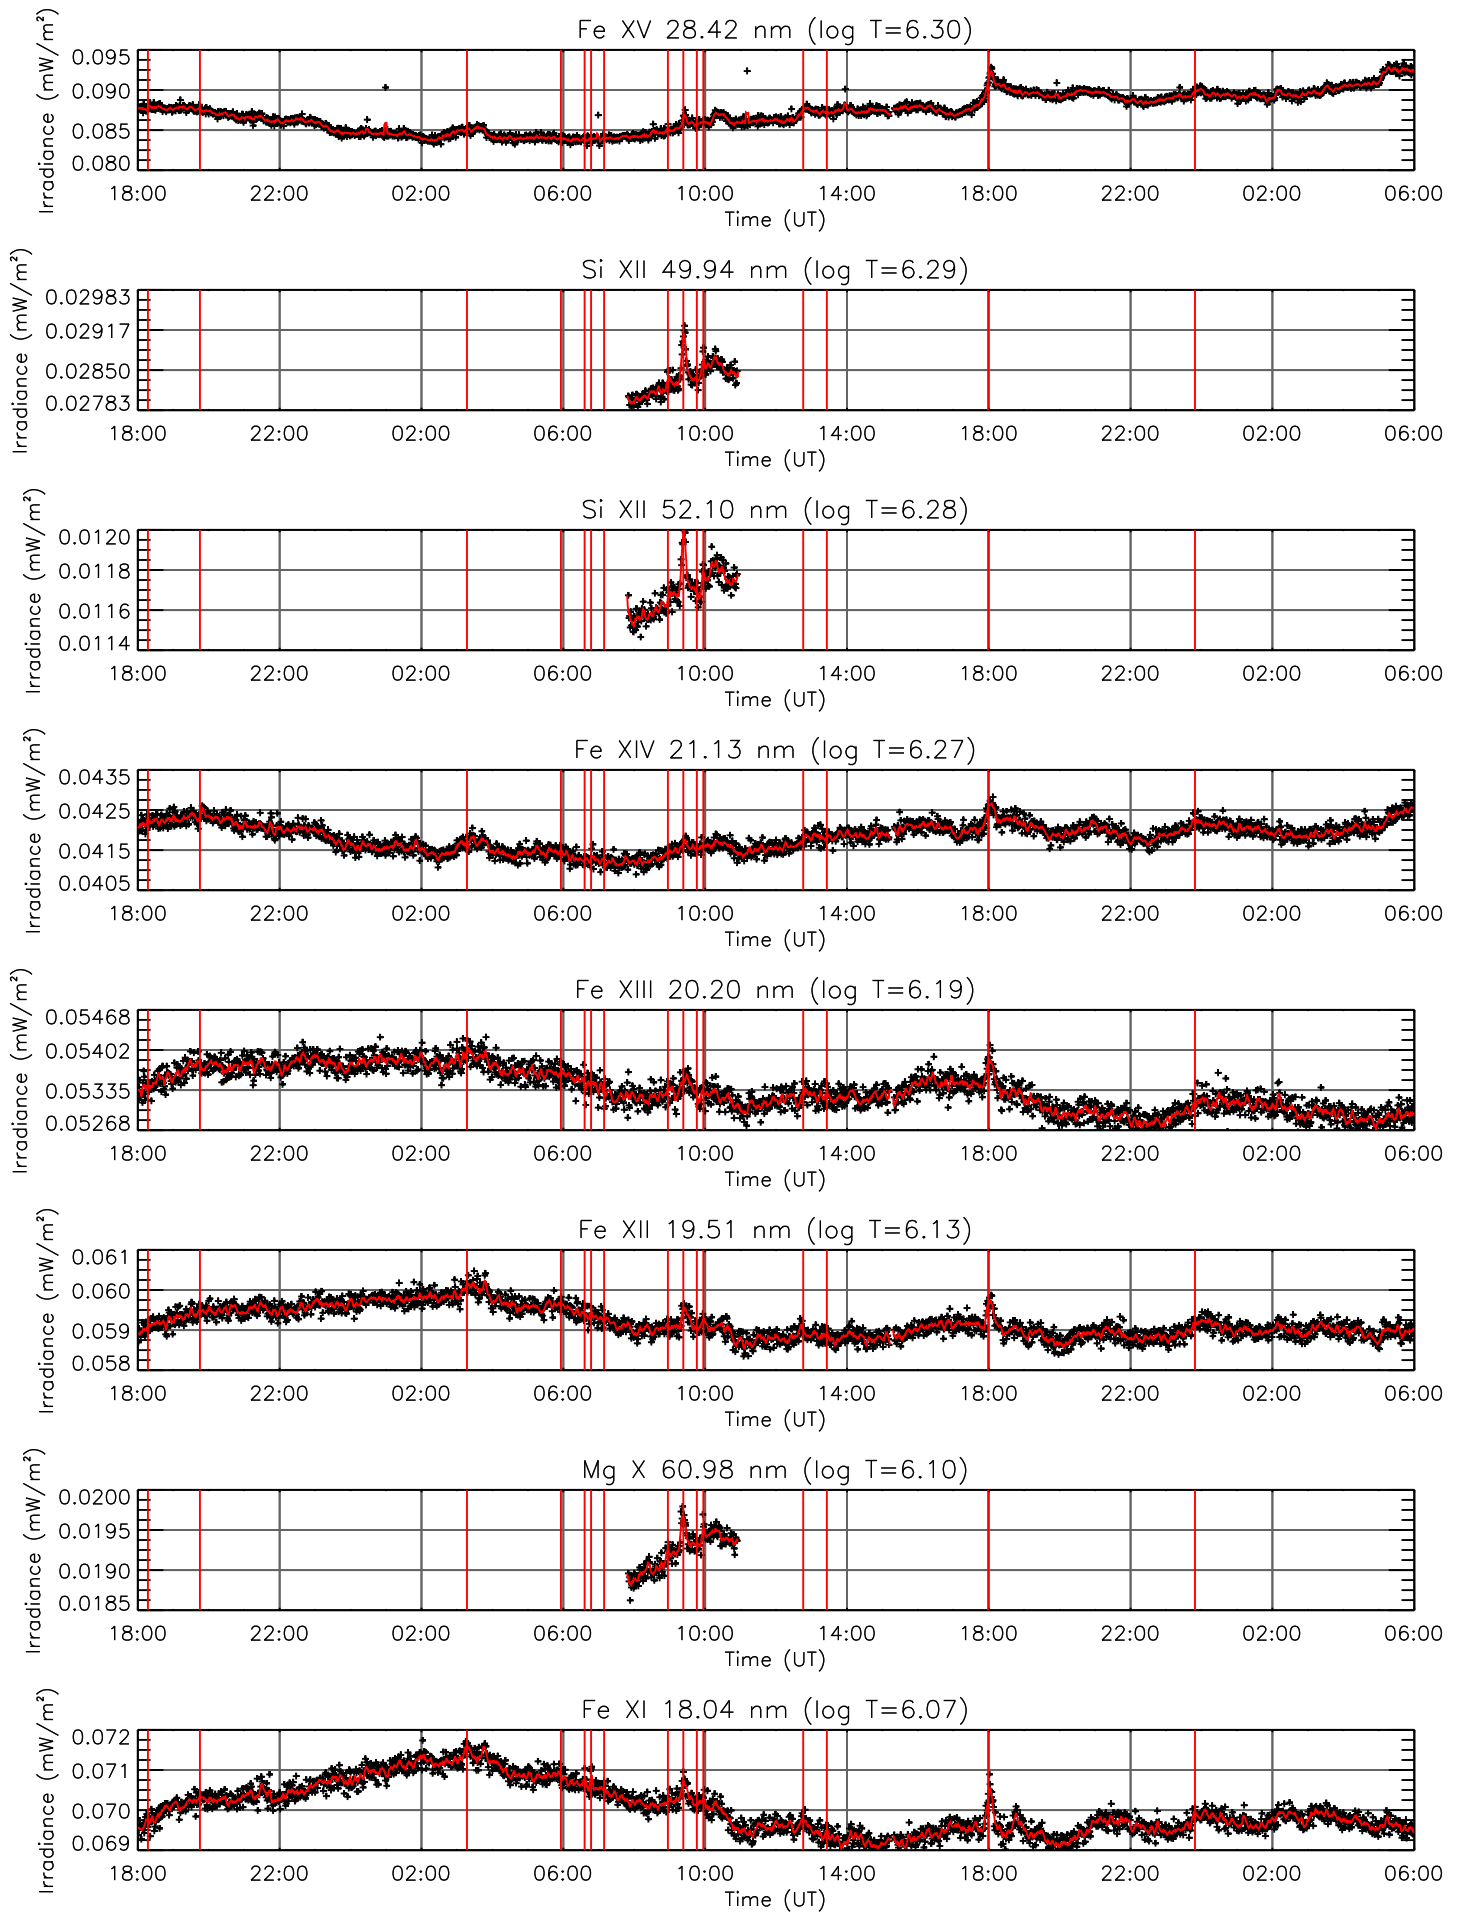 Fe XV 28.42 nm (log T=6.30)
Irradiance (mW/m²)
0.095
0.090
0.085
0.080
18:00 22:00 02:00 06:00 10:00 14:00 18:00 22:00 02:00 06:00
Time (UT)
Si XII 49.94 nm (log T=6.29)
Irradiance (mW/m²)
0.02983
0.02917
0.02850
0.02783
18:00 22:00 02:00 06:00 10:00 14:00 18:00 22:00 02:00 06:00
Time (UT)
Si XII 52.10 nm (log T=6.28)
Irradiance (mW/m²)
0.0120
0.0118
0.0116
0.0114
18:00 22:00 02:00 06:00 10:00 14:00 18:00 22:00 02:00 06:00
Time (UT)
Fe XIV 21.13 nm (log T=6.27)
Irradiance (mW/m²)
0.0435
0.0425
0.0415
0.0405
18:00 22:00 02:00 06:00 10:00 14:00 18:00 22:00 02:00 06:00
Time (UT)
Fe XIII 20.20 nm (log T=6.19)
Irradiance (mW/m²)
0.05468
0.05402
0.05335
0.05268
18:00 22:00 02:00 06:00 10:00 14:00 18:00 22:00 02:00 06:00
Time (UT)
Fe XII 19.51 nm (log T=6.13)
Irradiance (mW/m²)
0.061
0.060
0.059
0.058
18:00 22:00 02:00 06:00 10:00 14:00 18:00 22:00 02:00 06:00
Time (UT)
Mg X 60.98 nm (log T=6.10)
Irradiance (mW/m²)
0.0200
0.0195
0.0190
0.0185
18:00 22:00 02:00 06:00 10:00 14:00 18:00 22:00 02:00 06:00
Time (UT)
Fe XI 18.04 nm (log T=6.07)
Irradiance (mW/m²)
0.072
0.071
0.070
0.069
18:00 22:00 02:00 06:00 10:00 14:00 18:00 22:00 02:00 06:00
Time (UT)